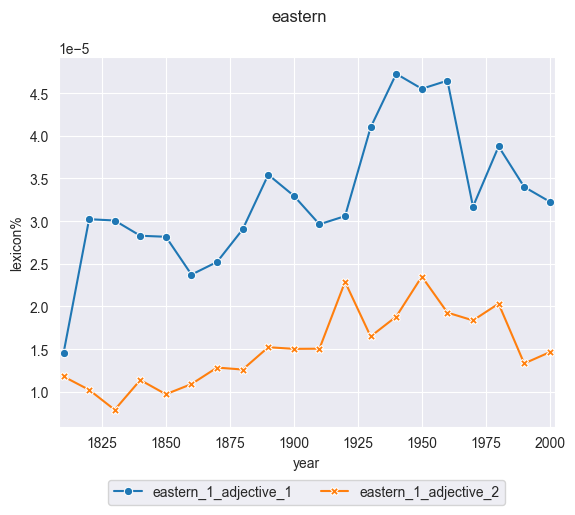 eastern
1e−5
4.5
4.0
3.5
3.0
2.5
2.0
1.5
1.0
lexicon%
1825 1850 1875 1900 1925 1950 1975 2000
year
eastern_1_adjective_1 eastern_1_adjective_2